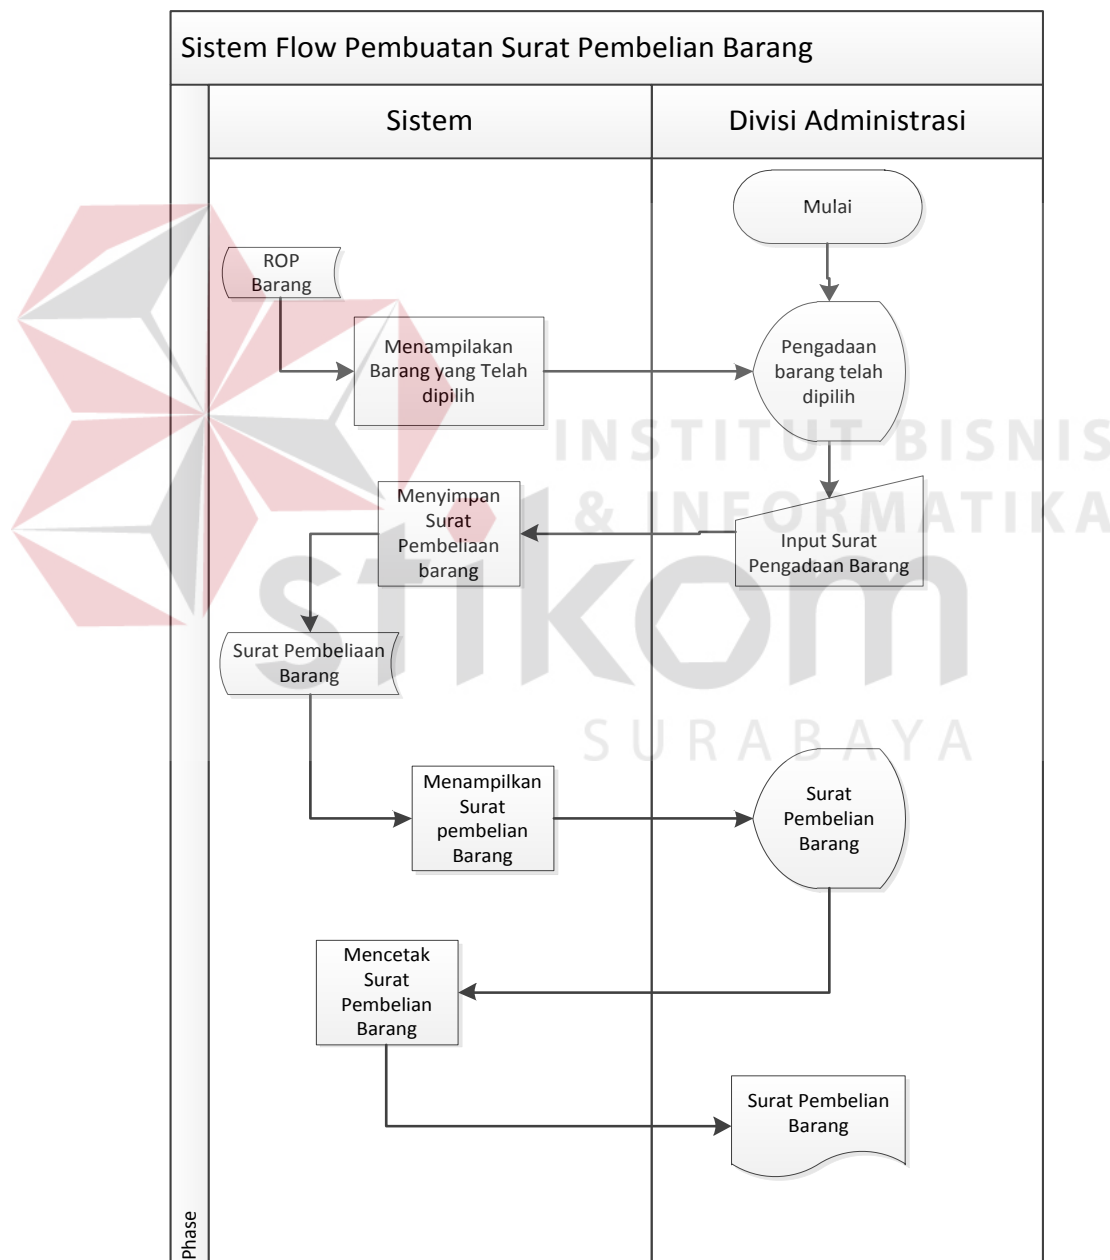 Sistem Flow Pembuatan Surat Pembelian Barang
Sistem
Divisi Administrasi
Mulai
ROP
Barang
Menampilakan
Barang yang Telah
dipilih
Pengadaan
barang telah
dipilih
INSTITUT BISNIS
& INFORMATIKA
Menyimpan
Surat
Pembeliaan
barang
Input Surat
Pengadaan Barang
stikom
SURABAYA
Surat Pembeliaan
Barang
Menampilkan
Surat
pembelian
Barang
Surat
Pembelian
Barang
Mencetak
Surat
Pembelian
Barang
Surat Pembelian
Barang
Phase